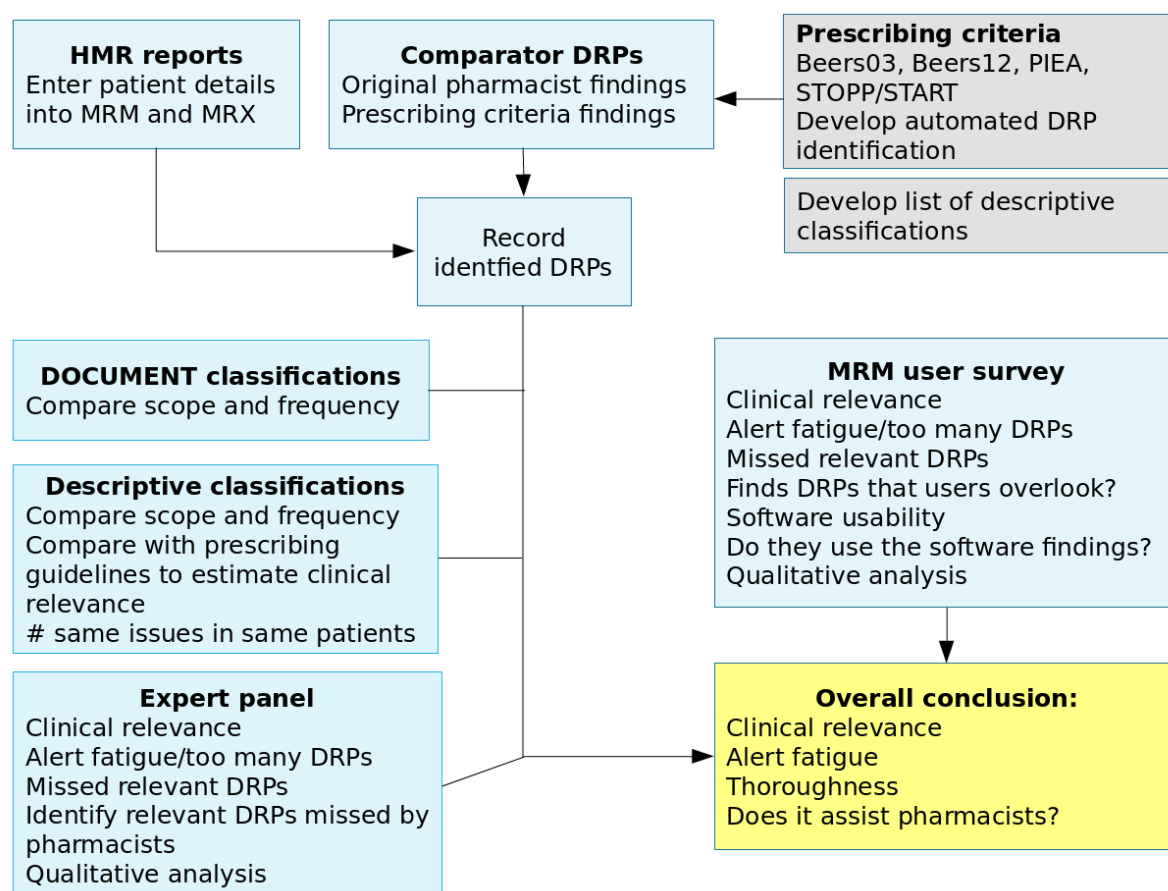 HMR reports
Enter patient details
into MRM and MRX
Comparator DRPs
Original pharmacist findings
Prescribing criteria findings
Prescribing criteria
Beers03, Beers12, PIEA,
STOPP/START
Develop automated DRP
identification
Develop list of descriptive
classifications
Record
identfied DRPs
DOCUMENT classifications
Compare scope and frequency
Descriptive classifications
Compare scope and frequency
Compare with prescribing
guidelines to estimate clinical
relevance
# same issues in same patients
Expert panel
Clinical relevance
Alert fatigue/too many DRPs
Missed relevant DRPs
Identify relevant DRPs missed by
pharmacists
Qualitative analysis
MRM user survey
Clinical relevance
Alert fatigue/too many DRPs
Missed relevant DRPs
Finds DRPs that users overlook?
Software usability
Do they use the software findings?
Qualitative analysis
Overall conclusion:
Clinical relevance
Alert fatigue
Thoroughness
Does it assist pharmacists?